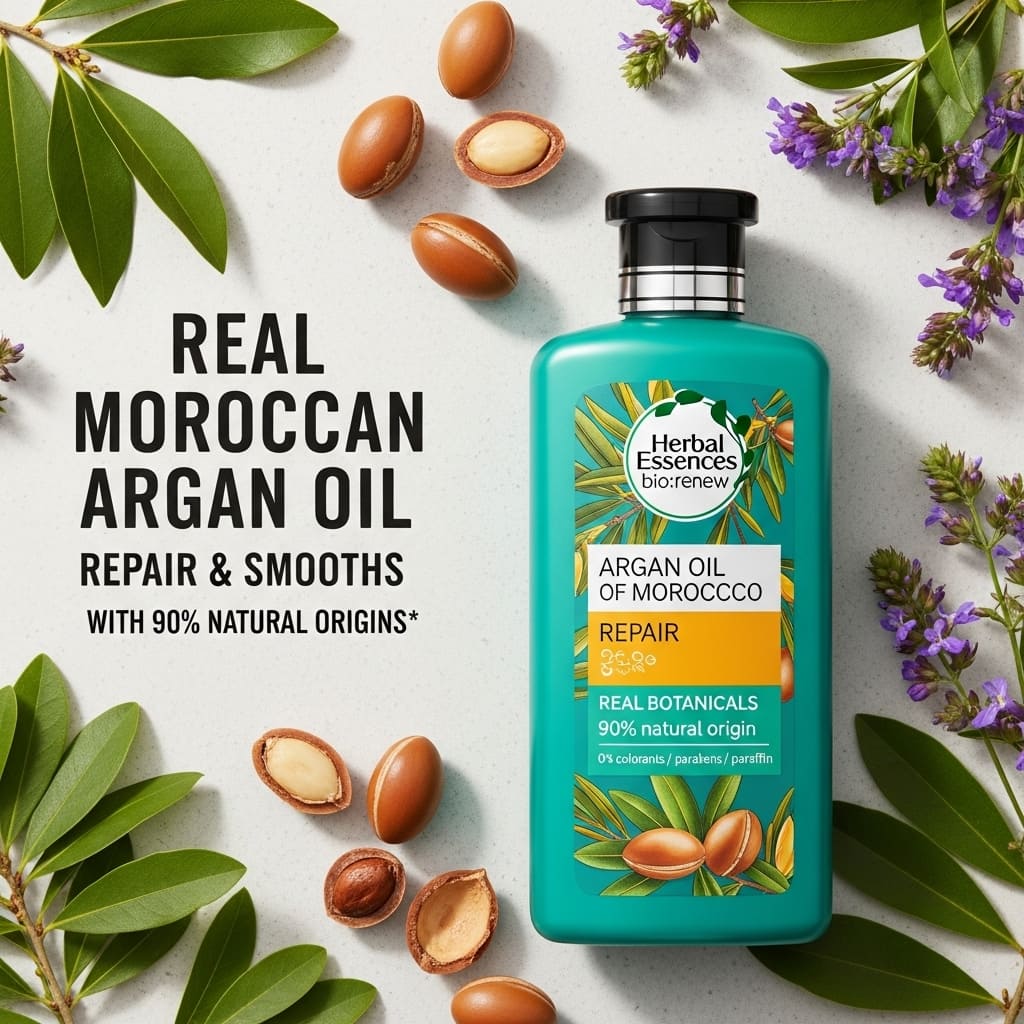 REAL
MOROCCAN
ARGAN OIL
REPAIR & SMOOTHS
WITH 90% NATURAL ORIGINS*
Herbal
Essences
bio:renew
ARGAN OIL
OF MOROCCCO
REPAIR
REAL BOTANICALS
90% natural origin
0% colorants / parabens / paraffin